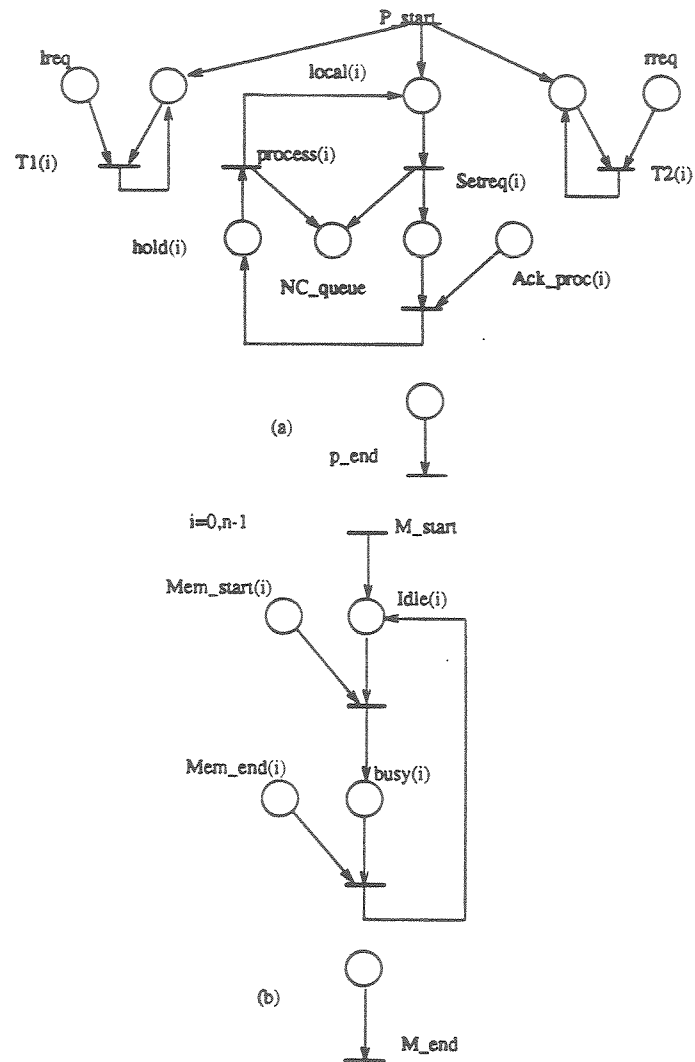 P_start
lreq
local(i)
rreq
T1(i)
process(i)
Setreq(i)
T2(i)
hold(i)
NC_queue
Ack_proc(i)
(a)
p_end
i=0,n-1
M_start
Mem_start(i)
Idle(i)
Mem_end(i)
busy(i)
(b)
M_end